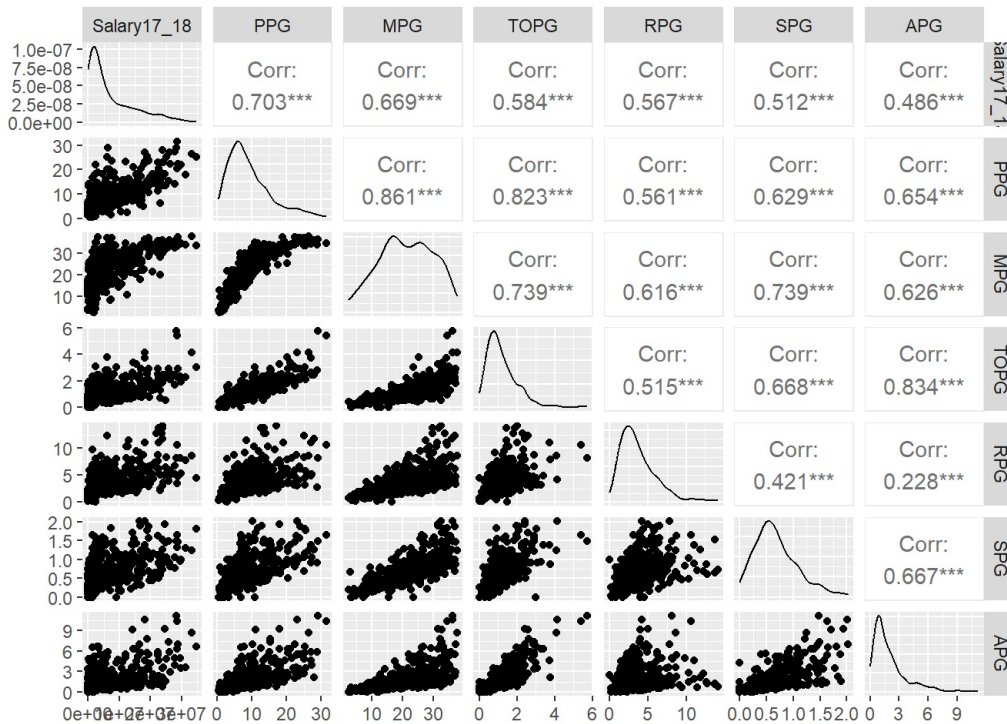 Salary17_18 PPG MPG TOPG RPG SPG APG
1.0e-07
7.5e-08
5.0e-08
2.5e-08
0.0e+00
Corr:
0.703***
Corr:
0.669***
Corr:
0.584***
Corr:
0.567***
Corr:
0.512***
Corr:
0.486***
Salary17_1
30
20
10
0
Corr:
0.861***
Corr:
0.823***
Corr:
0.561***
Corr:
0.629***
Corr:
0.654***
PPG
30
20
10
Corr:
0.739***
Corr:
0.616***
Corr:
0.739***
Corr:
0.626***
MPG
6
4
2
0
Corr:
0.515***
Corr:
0.668***
Corr:
0.834***
TOPG
10
5
0
Corr:
0.421***
Corr:
0.228***
RPG
2.0
1.5
1.0
0.5
0.0
Corr:
0.667***
SPG
9
6
3
0
APG
0 10 20 30
10 20 30
0 2 4 6
0 5 10
0 3 6 9